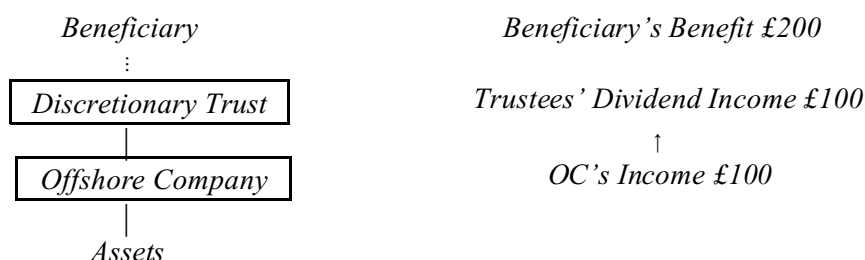 Beneficiary
Discretionary Trust
Offshore Company
Assets
Beneficiary's Benefit £200
Trustees' Dividend Income £100
↑
OC's Income £100